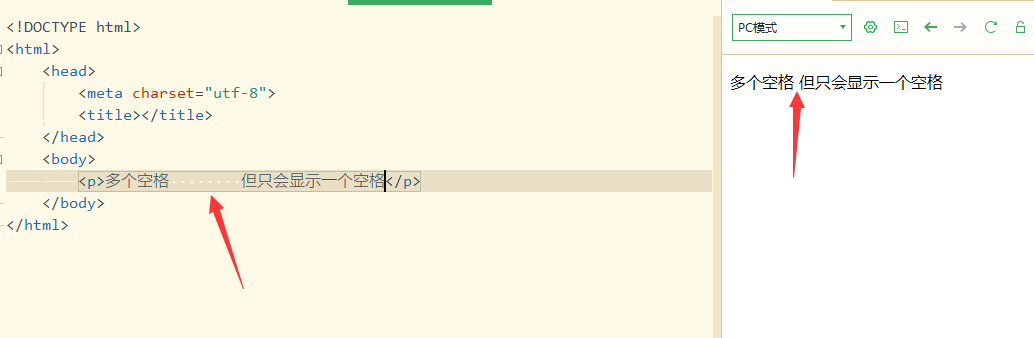 <!DOCTYPE html>
<html>
    <head>
        <meta charset="utf-8">
        <title></title>
    </head>
    <body>
        <p>多个空格        但只会显示一个空格</p>
    </body>
</html>
PC模式
多个空格 但只会显示一个空格